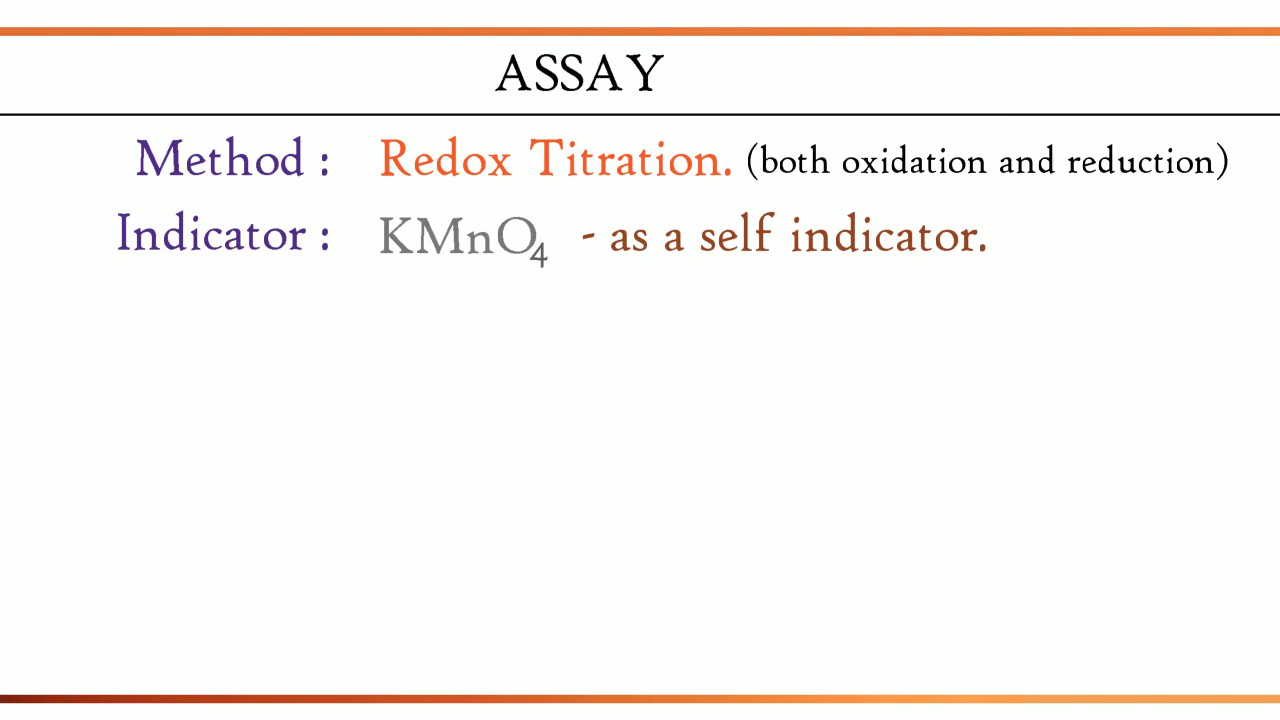 ASSAY
Method : Redox Titration. (both oxidation and reduction)
Indicator : KMnO₄ - as a self indicator.